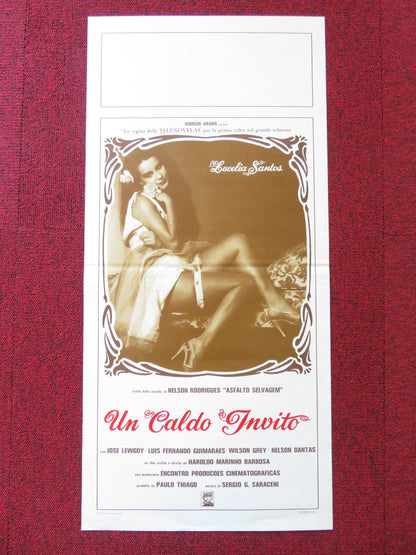 GIORGIO GRAND presenta
"La regina delle TELENOVELAS per la prima volta sul grande schermo"
Lucelia Santos
tratto dalla novella di NELSON RODRIGUES "ASFALTO SELVAGEM"
Un Caldo Invito
con JOSE LEWGOY · LUIS FERNANDO GUIMARAES · WILSON GREY · NELSON DANTAS
un film scritto e diretto da HAROLDO MARINHO BARBOSA
una produzione ENCONTRO PRODUCOES CINEMATOGRAFICAS
prodotto da PAULO THIAGO musica di SERGIO G. SARACENI